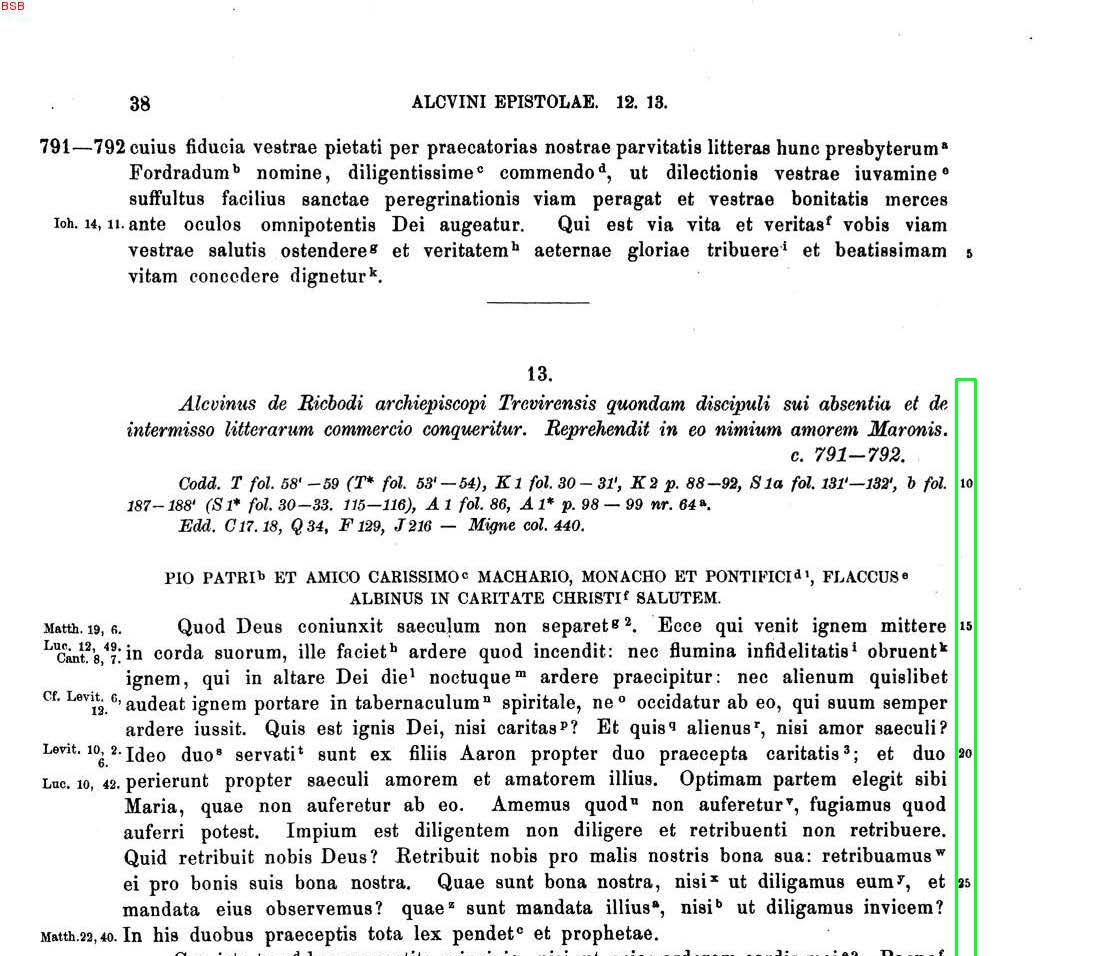 BSB
38 ALCVINI EPISTOLAE. 12. 13.
791—792 cuius fiducia vestrae pietati per praecatorias nostrae parvitatis litteras hunc presbyterum ᵃ
Fordradum ᵇ nomine, diligentissime ᶜ commendo ᵈ, ut dilectionis vestrae iuvamine ᵉ
suffultus facilius sanctae peregrinationis viam peragat et vestrae bonitatis merces
Ioh. 14, 11. ante oculos omnipotentis Dei augeatur. Qui est via vita et veritas ᶠ vobis viam
vestrae salutis ostendere ᵍ et veritatem ʰ aeternae gloriae tribuere ⁱ et beatissimam 5
vitam concedere dignetur ᵏ.
13.
Alcvinus de Ricbodi archiepiscopi Trevirensis quondam discipuli sui absentia et de
intermisso litterarum commercio conqueritur. Reprehendit in eo nimium amorem Maronis.
c. 791—792.
Codd. T fol. 58' —59 (T* fol. 53' —54), K 1 fol. 30 — 31', K 2 p. 88—92, S 1a fol. 131'—132', b fol. 10
187—188' (S 1* fol. 30—33. 115—116), A 1 fol. 86, A 1* p. 98 — 99 nr. 64 ᵃ.
Edd. C 17. 18, Q 34, F 129, J 216 — Migne col. 440.
PIO PATRI ᵇ ET AMICO CARISSIMO ᶜ MACHARIO, MONACHO ET PONTIFICI ᵈ ¹, FLACCUS ᵉ
ALBINUS IN CARITATE CHRISTI ᶠ SALUTEM.
Matth. 19, 6. Quod Deus coniunxit saeculum non separet ᵍ ². Ecce qui venit ignem mittere 15
Luc. 12, 49. Cant. 8, 7. in corda suorum, ille faciet ʰ ardere quod incendit: nec flumina infidelitatis ⁱ obruent ᵏ
ignem, qui in altare Dei die ˡ noctuque ᵐ ardere praecipitur: nec alienum quislibet
Cf. Levit. 6, 12. audeat ignem portare in tabernaculum ⁿ spiritale, ne ᵒ occidatur ab eo, qui suum semper
ardere iussit. Quis est ignis Dei, nisi caritas ᵖ? Et quis q alienus ʳ, nisi amor saeculi?
Levit. 10, 2. 6. Ideo duo ˢ servati ᵗ sunt ex filiis Aaron propter duo praecepta caritatis ³; et duo 20
Luc. 10, 42. perierunt propter saeculi amorem et amatorem illius. Optimam partem elegit sibi
Maria, quae non auferetur ab eo. Amemus quod ᵘ non auferetur ᵛ, fugiamus quod
auferri potest. Impium est diligentem non diligere et retribuenti non retribuere.
Quid retribuit nobis Deus? Retribuit nobis pro malis nostris bona sua: retribuamus ʷ
ei pro bonis suis bona nostra. Quae sunt bona nostra, nisi ˣ ut diligamus eum ʸ, et 25
mandata eius observemus? quae ᶻ sunt mandata illius ᵃ, nisi ᵇ ut diligamus invicem?
Matth. 22, 40. In his duobus praeceptis tota lex pendet ᶜ et prophetae.